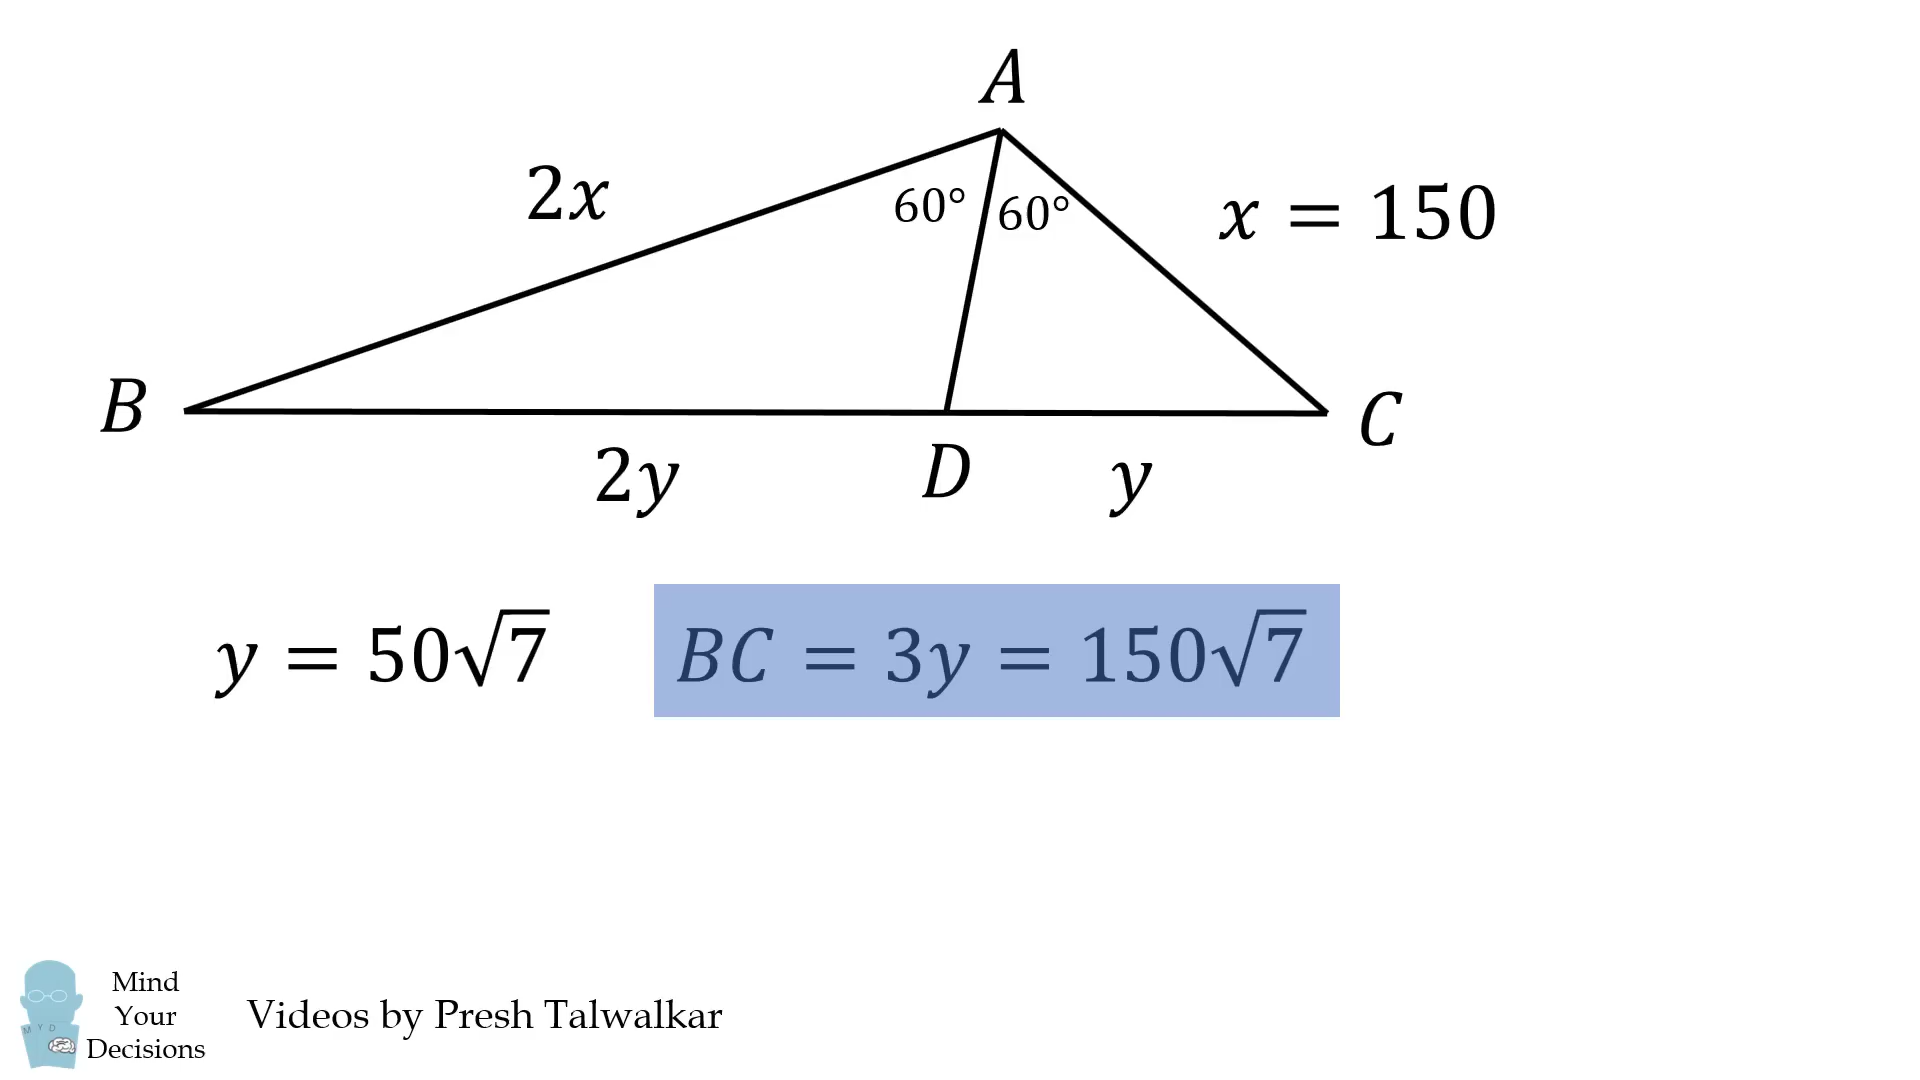 A
2x
60°
60°
x = 150
B
C
2y
D
y
y = 50√7
BC = 3y = 150√7
M Y D
Mind
Your
Decisions
Videos by Presh Talwalkar